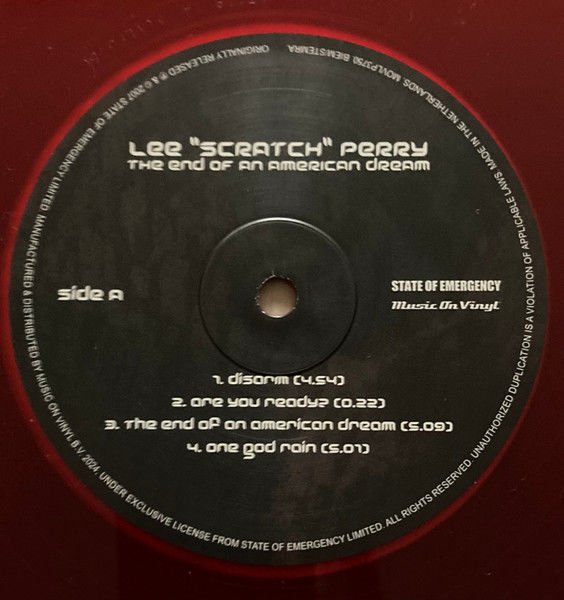 Lee "SCRATCH" Perry
The end of an american dream
side A
STATE OF EMERGENCY
Music On Vinyl
1. disarm (4.54)
2. are you ready? (0.22)
3. The end of an american dream (5.09)
4. one god rain (5.01)
ORIGINALLY RELEASED ℗ & © 2007 STATE OF EMERGENCY LIMITED. MANUFACTURED & DISTRIBUTED BY MUSIC ON VINYL B.V. 2024. UNDER EXCLUSIVE LICENSE FROM STATE OF EMERGENCY LIMITED. ALL RIGHTS RESERVED. UNAUTHORIZED DUPLICATION IS A VIOLATION OF APPLICABLE LAWS. MADE IN THE NETHERLANDS. MOVLP3750 BIEM/STEMRA